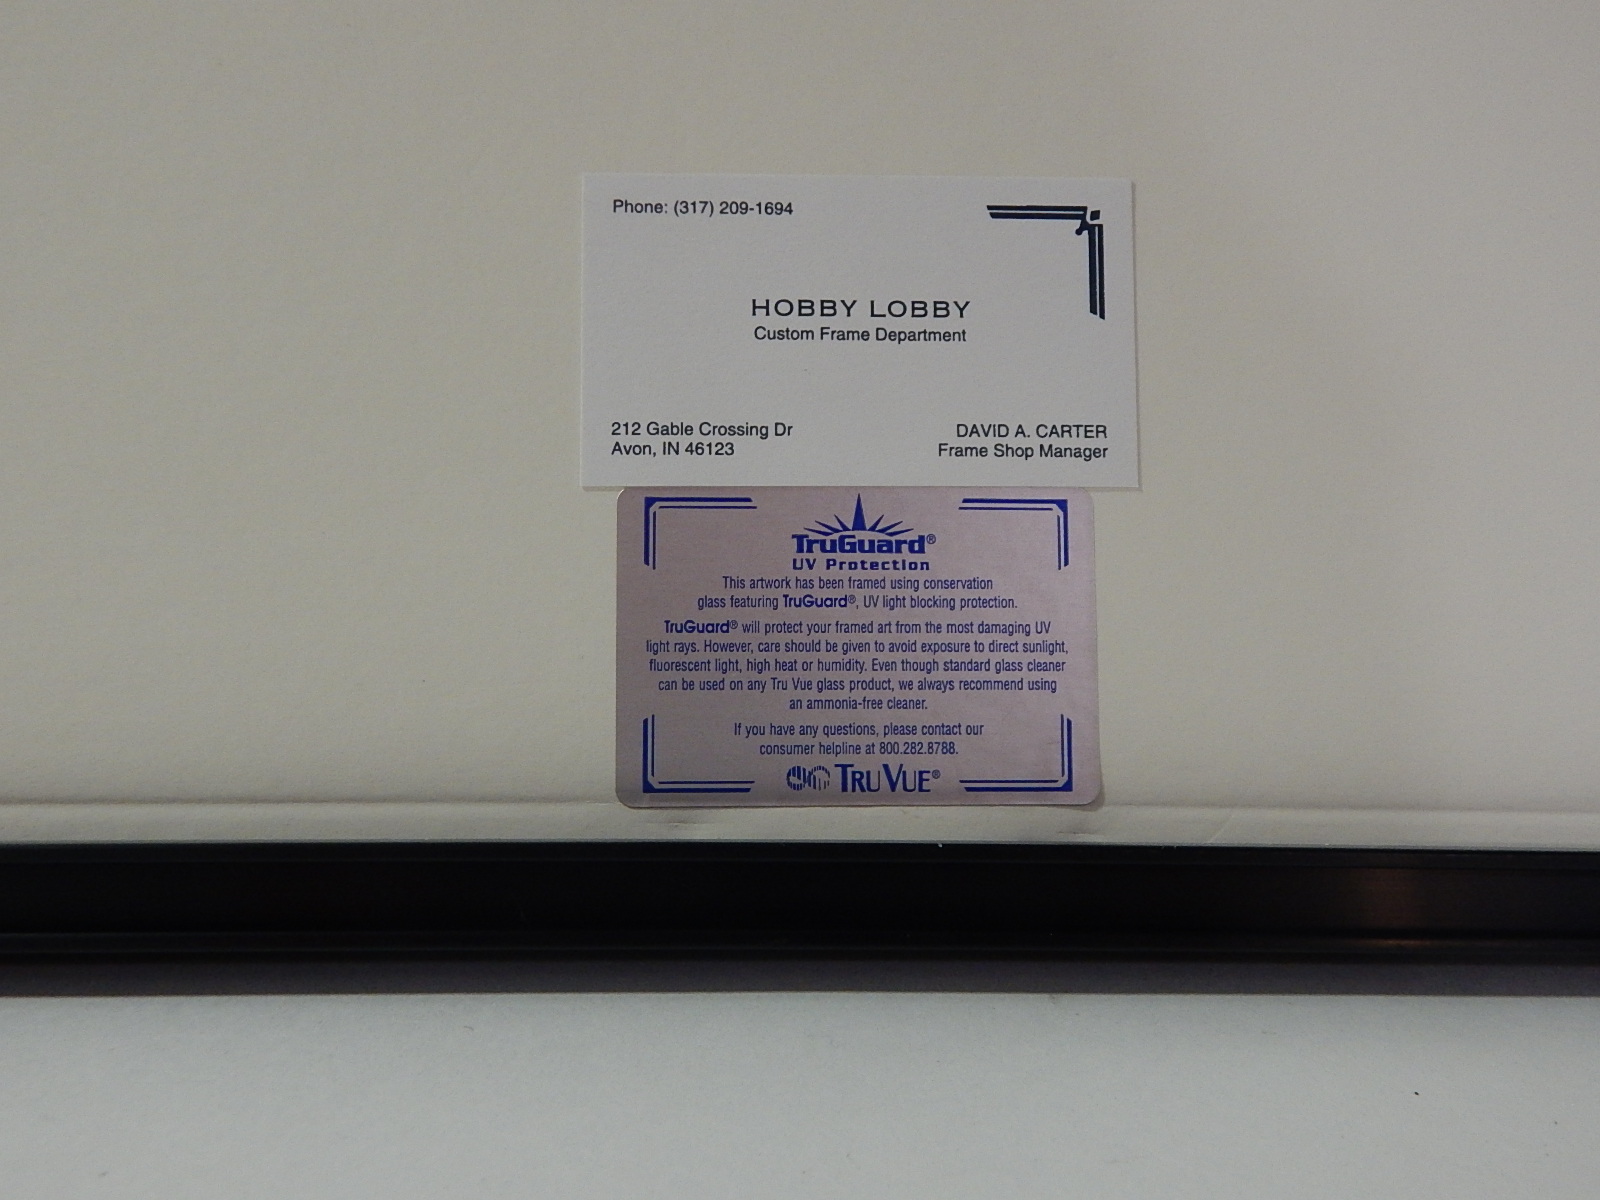 Phone: (317) 209-1694
HOBBY LOBBY
Custom Frame Department
212 Gable Crossing Dr
Avon, IN 46123
DAVID A. CARTER
Frame Shop Manager
TruGuard®
UV Protection
This artwork has been framed using conservation
glass featuring TruGuard®, UV light blocking protection.
TruGuard® will protect your framed art from the most damaging UV
light rays. However, care should be given to avoid exposure to direct sunlight,
fluorescent light, high heat or humidity. Even though standard glass cleaner
can be used on any Tru Vue glass product, we always recommend using
an ammonia-free cleaner.
If you have any questions, please contact our
consumer helpline at 800.282.8788.
TRU VUE®